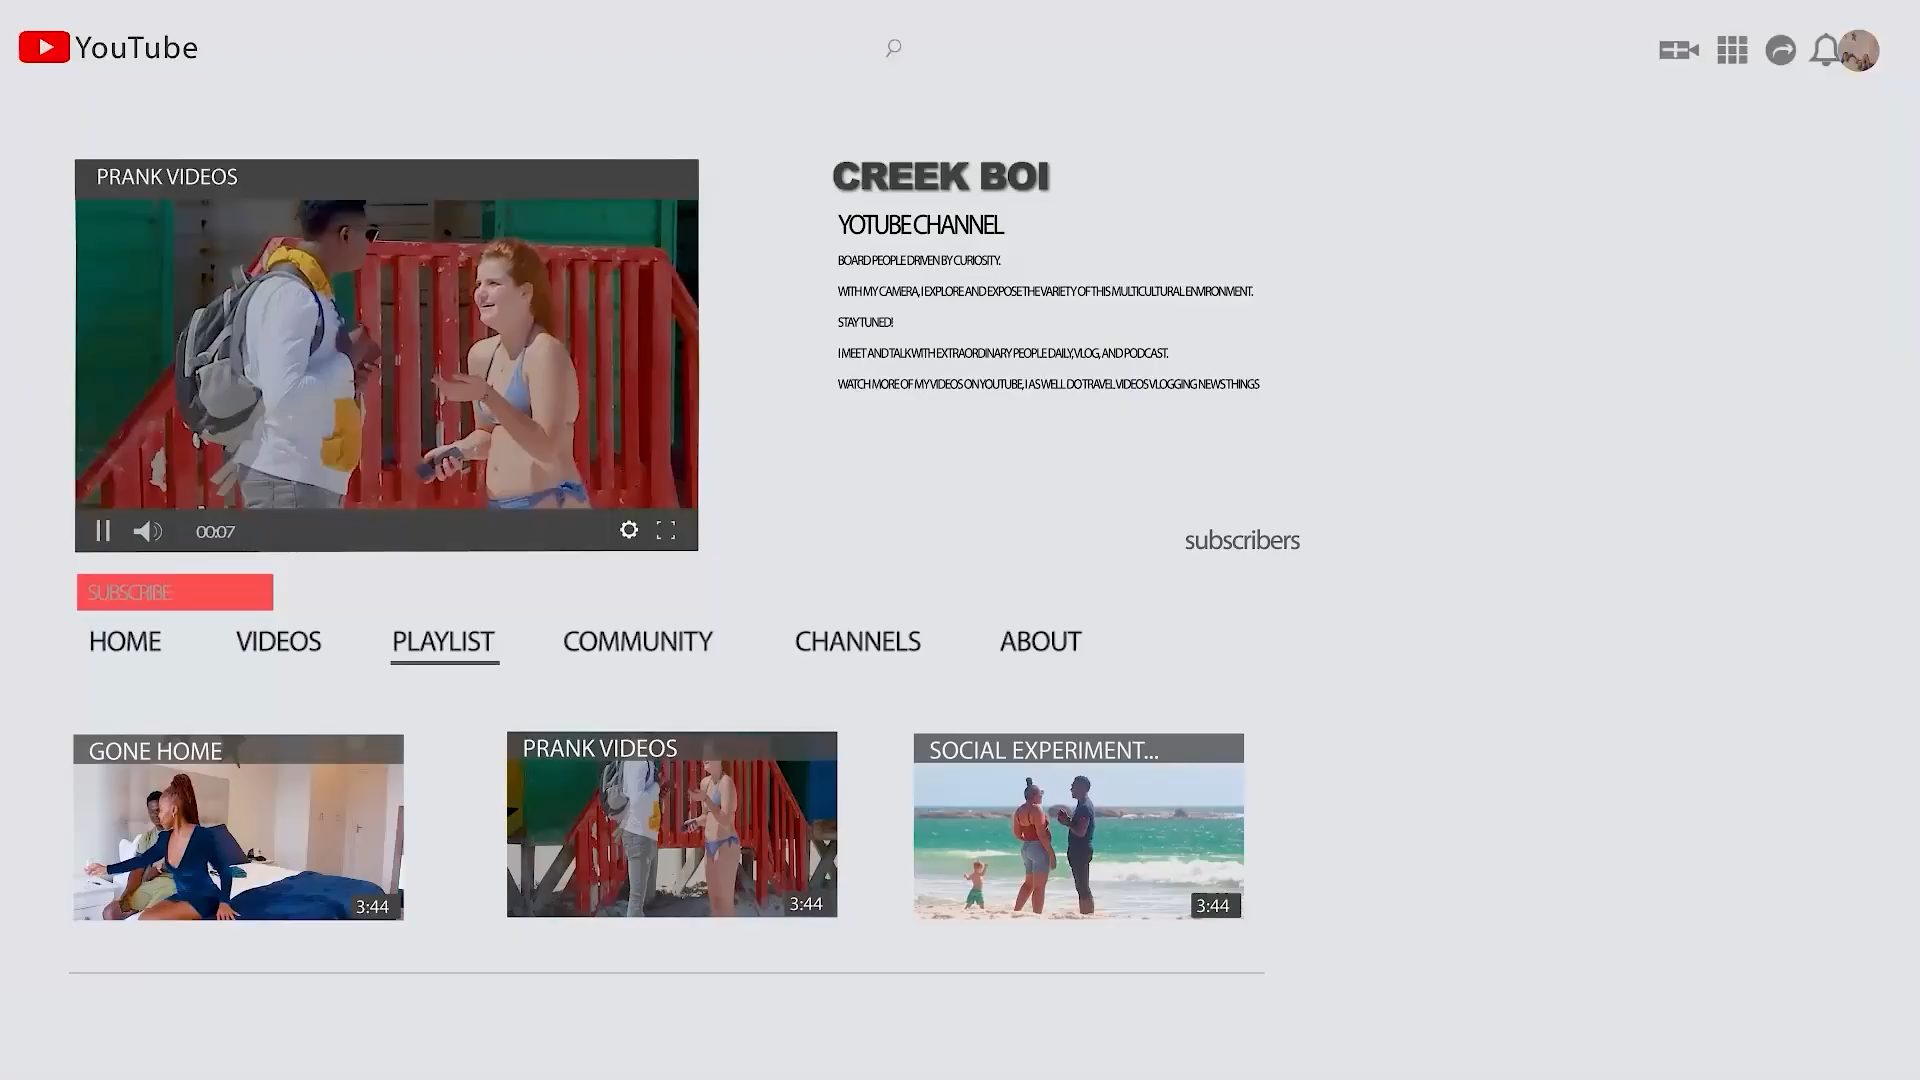 YouTube
PRANK VIDEOS
CREEK BOI
YOTUBE CHANNEL
BOARD PEOPLE DRIVEN BY CURIOSITY.
WITH MY CAMERA, I EXPLORE AND EXPOSE THE VARIETY OF THIS MULTICULTURAL ENVIRONMENT.
STAY TUNED!
I MEET AND TALK WITH EXTRAORDINARY PEOPLE DAILY, VLOG, AND PODCAST.
WATCH MORE OF MY VIDEOS ON YOUTUBE, I AS WELL DO TRAVEL VIDEOS VLOGGING NEWS THINGS
00:07
subscribers
SUBSCRIBE
HOME VIDEOS PLAYLIST COMMUNITY CHANNELS ABOUT
GONE HOME
3:44
PRANK VIDEOS
3:44
SOCIAL EXPERIMENT...
3:44